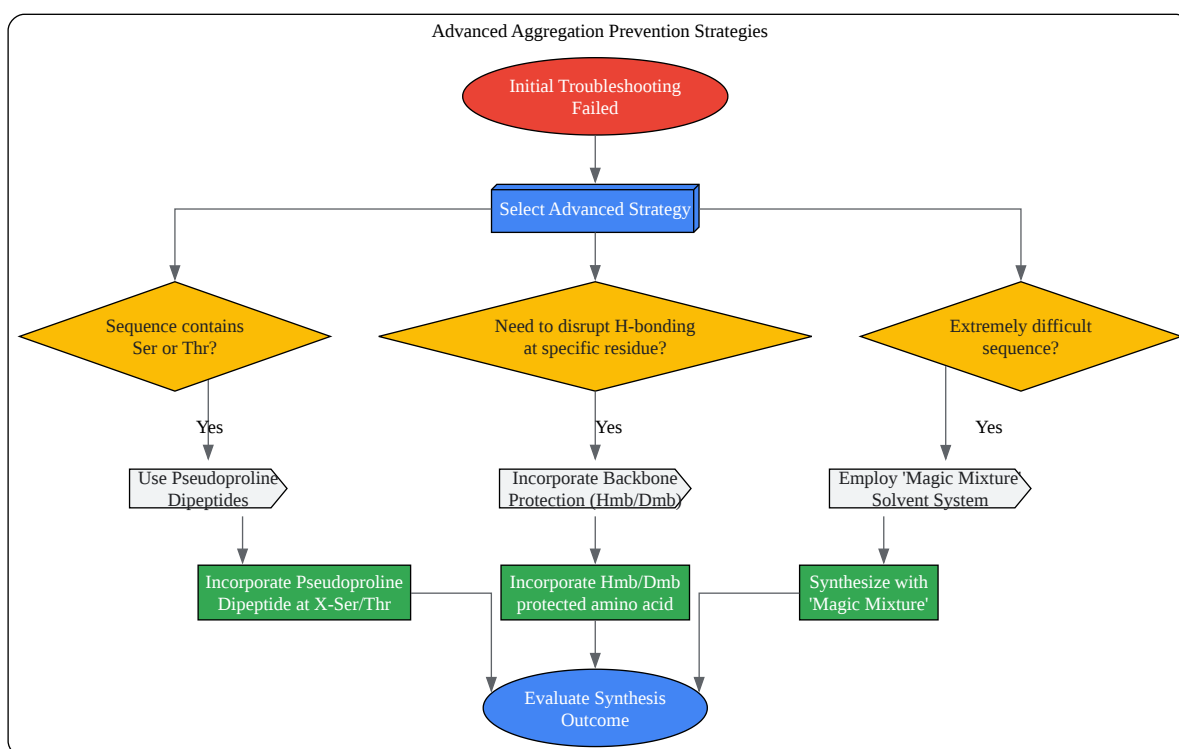 Advanced Aggregation Prevention Strategies
Initial Troubleshooting
Failed
Select Advanced Strategy
Sequence contains
Ser or Thr?
Need to disrupt H-bonding
at specific residue?
Extremely difficult
sequence?
Yes
Yes
Yes
Use Pseudoproline
Dipeptides
Incorporate Backbone
Protection (Hmb/Dmb)
Employ 'Magic Mixture'
Solvent System
Incorporate Pseudoproline
Dipeptide at X-Ser/Thr
Incorporate Hmb/Dmb
protected amino acid
Synthesize with
'Magic Mixture'
Evaluate Synthesis
Outcome